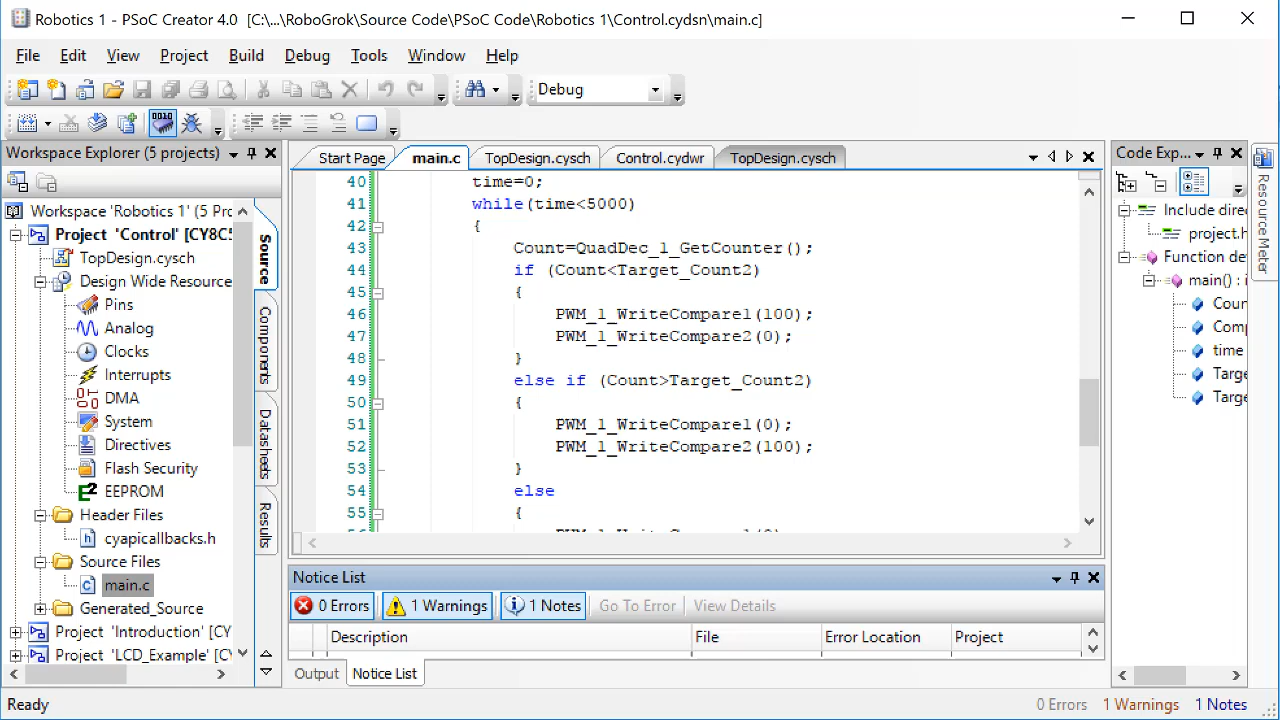 Robotics 1 - PSoC Creator 4.0 [C:\...\RoboGrok\Source Code\PSoC Code\Robotics 1\Control.cydsn\main.c]
File Edit View Project Build Debug Tools Window Help
Debug
Workspace Explorer (5 projects)
Workspace 'Robotics 1' (5 Prc
Project 'Control' [CY8C5
TopDesign.cysch
Design Wide Resource
Pins
Analog
Clocks
Interrupts
DMA
System
Directives
Flash Security
EEPROM
Header Files
cyapicallbacks.h
Source Files
main.c
Generated_Source
Project 'Introduction' [CY
Project 'LCD_Example' [CY
Source
Components
Datasheets
Results
Start Page main.c TopDesign.cysch Control.cydwr TopDesign.cysch
40 time=0;
41 while(time<5000)
42 {
43 Count=QuadDec_1_GetCounter();
44 if (Count<Target_Count2)
45 {
46 PWM_1_WriteCompare1(100);
47 PWM_1_WriteCompare2(0);
48 }
49 else if (Count>Target_Count2)
50 {
51 PWM_1_WriteCompare1(0);
52 PWM_1_WriteCompare2(100);
53 }
54 else
55 {
Notice List
0 Errors 1 Warnings 1 Notes Go To Error View Details
Description File Error Location Project
Output Notice List
Code Exp...
Include dire
project.h
Function de
main() : i
Coun
Comp
time
Targe
Targe
Resource Meter
Ready 0 Errors 1 Warnings 1 Notes